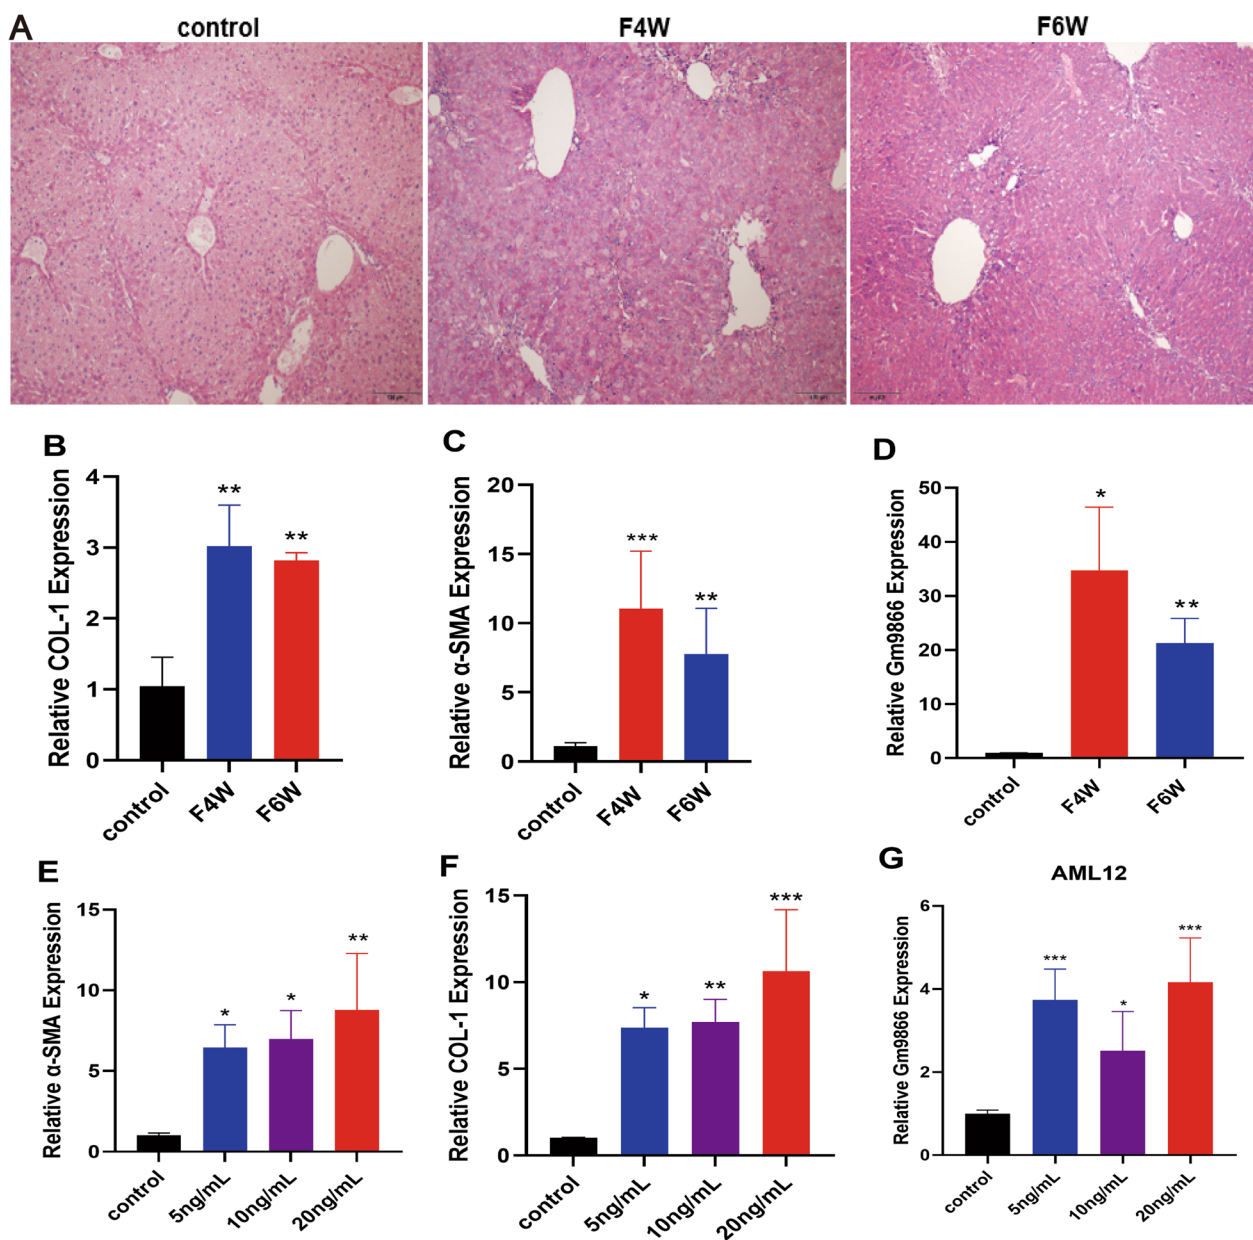 A
control
F4W
F6W
B
Relative COL-1 Expression
4
3
2
1
0
**
**
control
F4W
F6W
C
Relative α-SMA Expression
20
15
10
5
0
***
**
control
F4W
F6W
D
Relative Gm9866 Expression
50
40
30
20
10
0
*
**
control
F4W
F6W
E
Relative α-SMA Expression
15
10
5
0
*
*
**
control
5ng/mL
10ng/mL
20ng/mL
F
Relative COL-1 Expression
15
10
5
0
*
**
***
control
5ng/mL
10ng/mL
20ng/mL
G
AML12
Relative Gm9866 Expression
6
4
2
0
***
*
***
control
5ng/mL
10ng/mL
20ng/mL